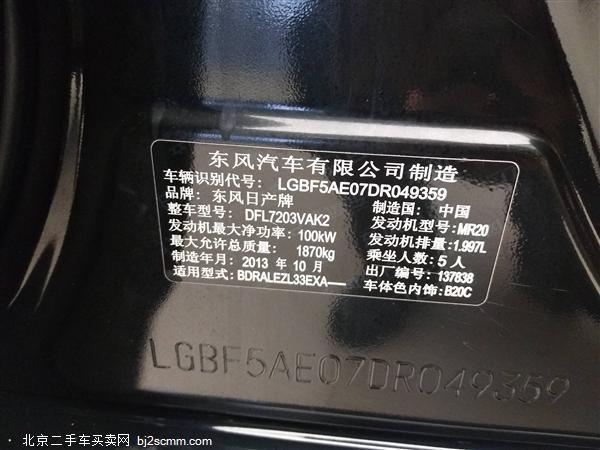 东风汽车有限公司制造
车辆识别代号: LGBF5AE07DR049359
品牌: 东风日产牌 制造国: 中国
整车型号: DFL7203VAK2 发动机型号: MR20
发动机最大净功率: 100kW 发动机排量: 1.997L
最大允许总质量: 1870kg 乘坐人数: 5人
制造年月: 2013 年 10 月 出厂编号: 137838
适用型式: BDRALEZL33EXA----- 车体色内饰: B20C
LGBF5AE07DR049359
北京二手车买卖网 bj2scmm.com